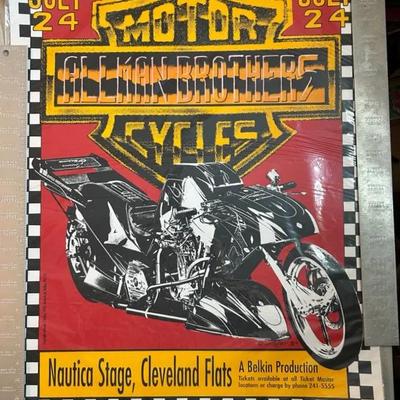 JULY
24
JULY
24
MOTOR
ALLMAN BROTHERS
CYCLES
Nautica Stage, Cleveland Flats
A Belkin Production
Tickets available at all Ticket Master
locations or charge by phone 241-5555